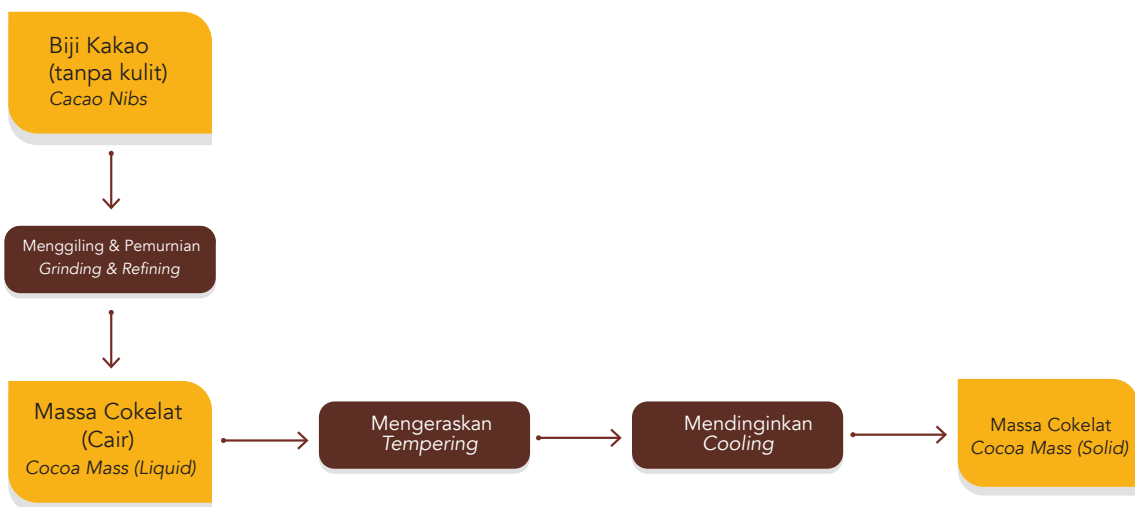 Biji Kakao
(tanpa kulit)
Cacao Nibs
Menggiling & Pemurnian
Grinding & Refining
Massa Cokelat
(Cair)
Cocoa Mass (Liquid)
Mengeraskan
Tempering
Mendinginkan
Cooling
Massa Cokelat
Cocoa Mass (Solid)